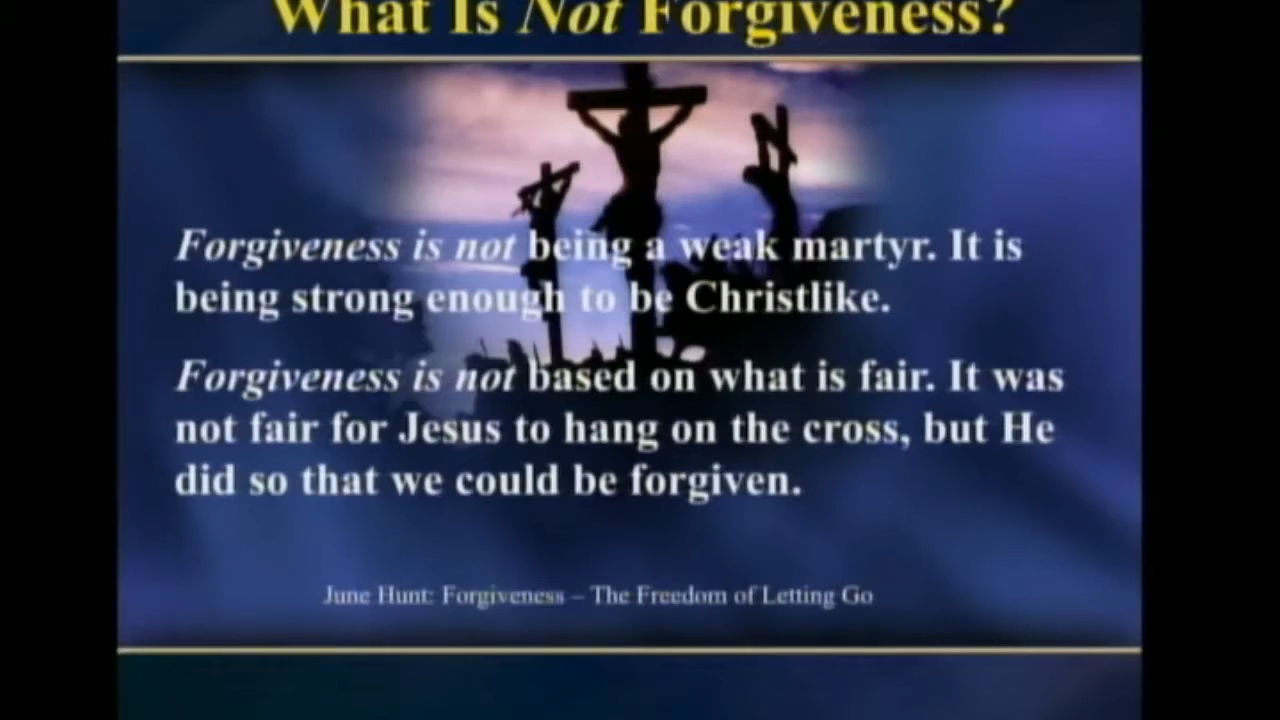 What Is Not Forgiveness?
Forgiveness is not being a weak martyr. It is
being strong enough to be Christlike.
Forgiveness is not based on what is fair. It was
not fair for Jesus to hang on the cross, but He
did so that we could be forgiven.
June Hunt: Forgiveness – The Freedom of Letting Go